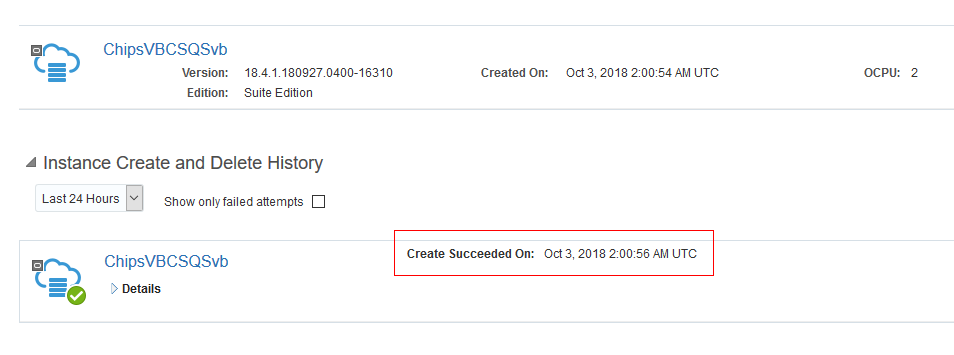 ChipsVBCSQSvb
Version: 18.4.1.180927.0400-16310 Created On: Oct 3, 2018 2:00:54 AM UTC OCPU: 2
Edition: Suite Edition
Instance Create and Delete History
Last 24 Hours Show only failed attempts
Create Succeeded On: Oct 3, 2018 2:00:56 AM UTC
ChipsVBCSQSvb
Details